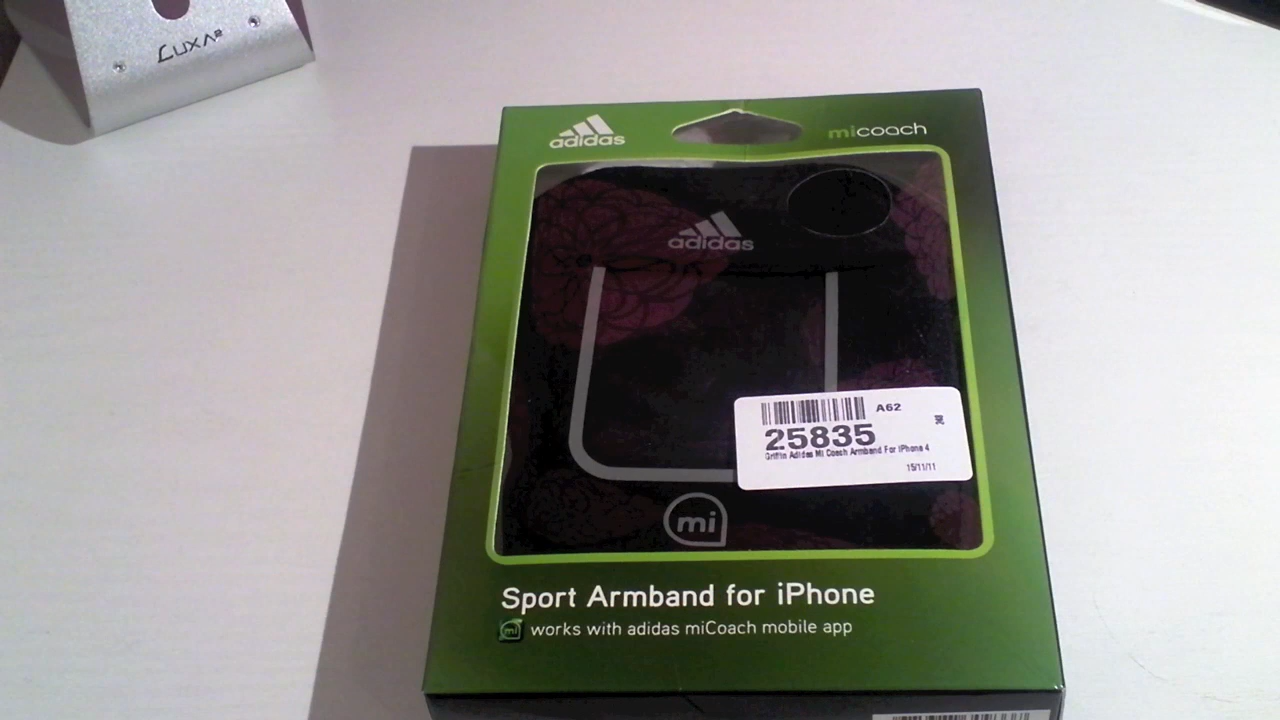 LUXA2
adidas
micoach
adidas
A62
25835
Griffin Adidas Mi Coach Armband For iPhone 4
15/11/11
mi
Sport Armband for iPhone
mi works with adidas miCoach mobile app